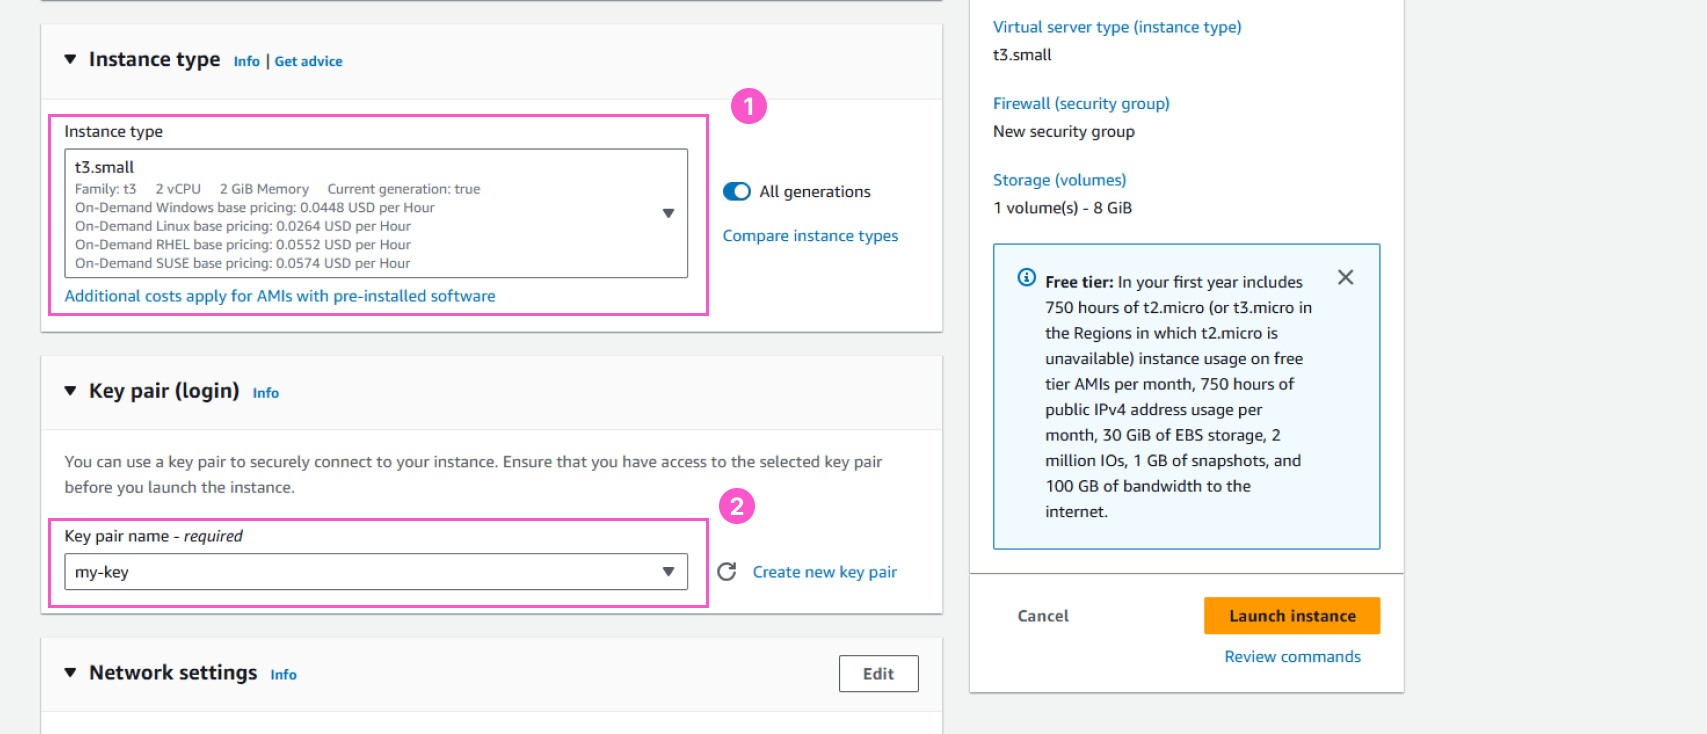 Instance type Info | Get advice
1
Instance type
t3.small
Family: t3 2 vCPU 2 GiB Memory Current generation: true
On-Demand Windows base pricing: 0.0448 USD per Hour
On-Demand Linux base pricing: 0.0264 USD per Hour
On-Demand RHEL base pricing: 0.0552 USD per Hour
On-Demand SUSE base pricing: 0.0574 USD per Hour
All generations
Compare instance types
Additional costs apply for AMIs with pre-installed software
Key pair (login) Info
You can use a key pair to securely connect to your instance. Ensure that you have access to the selected key pair
before you launch the instance.
2
Key pair name - required
my-key
Create new key pair
Network settings Info
Edit
Virtual server type (instance type)
t3.small
Firewall (security group)
New security group
Storage (volumes)
1 volume(s) - 8 GiB
Free tier: In your first year includes
750 hours of t2.micro (or t3.micro in
the Regions in which t2.micro is
unavailable) instance usage on free
tier AMIs per month, 750 hours of
public IPv4 address usage per
month, 30 GiB of EBS storage, 2
million IOs, 1 GB of snapshots, and
100 GB of bandwidth to the
internet.
Cancel
Launch instance
Review commands